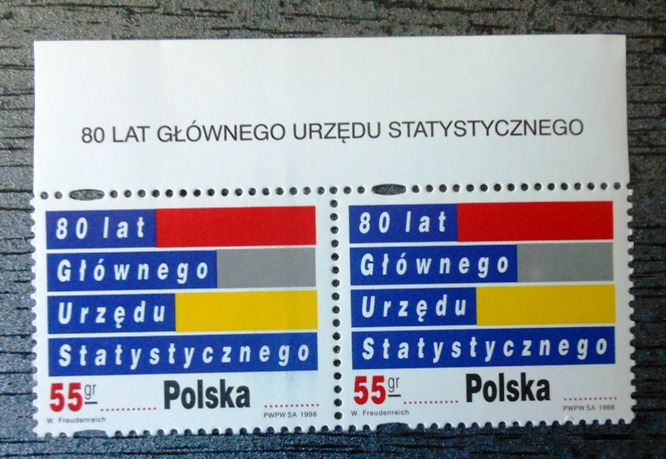 80 LAT GŁÓWNEGO URZĘDU STATYSTYCZNEGO
80 lat
Głównego
Urzędu
Statystycznego
55gr Polska
W. Freudenreich PWPW SA 1998
80 lat
Głównego
Urzędu
Statystycznego
55gr Polska
W. Freudenreich PWPW SA 1998